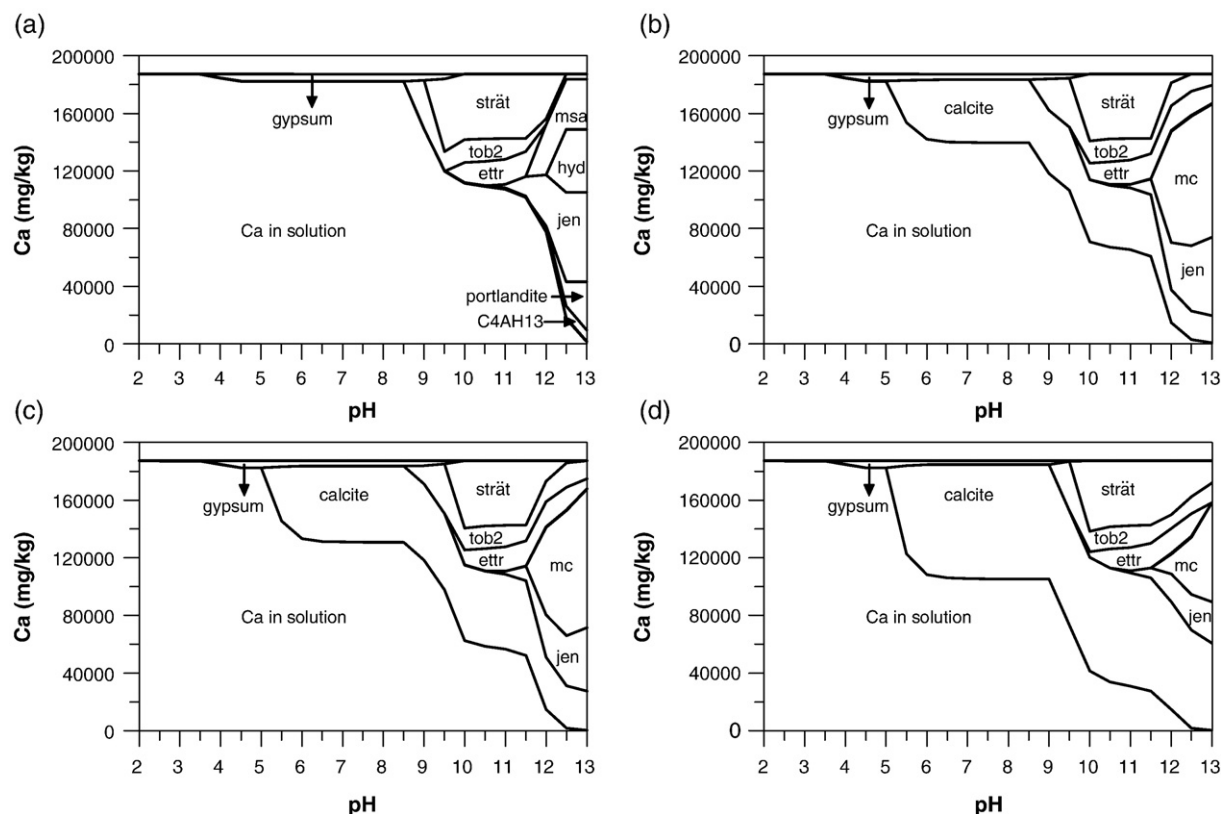 (a)
Ca (mg/kg)
200000
160000
120000
80000
40000
0
gypsum
strät
tob2
ettr
msa
hyd
jen
Ca in solution
portlandite
C4AH13
2 3 4 5 6 7 8 9 10 11 12 13
pH
(b)
Ca (mg/kg)
200000
160000
120000
80000
40000
0
gypsum
calcite
strät
tob2
ettr
mc
jen
Ca in solution
2 3 4 5 6 7 8 9 10 11 12 13
pH
(c)
Ca (mg/kg)
200000
160000
120000
80000
40000
0
gypsum
calcite
strät
tob2
ettr
mc
jen
Ca in solution
2 3 4 5 6 7 8 9 10 11 12 13
pH
(d)
Ca (mg/kg)
200000
160000
120000
80000
40000
0
gypsum
calcite
strät
tob2
ettr
mc
jen
Ca in solution
2 3 4 5 6 7 8 9 10 11 12 13
pH